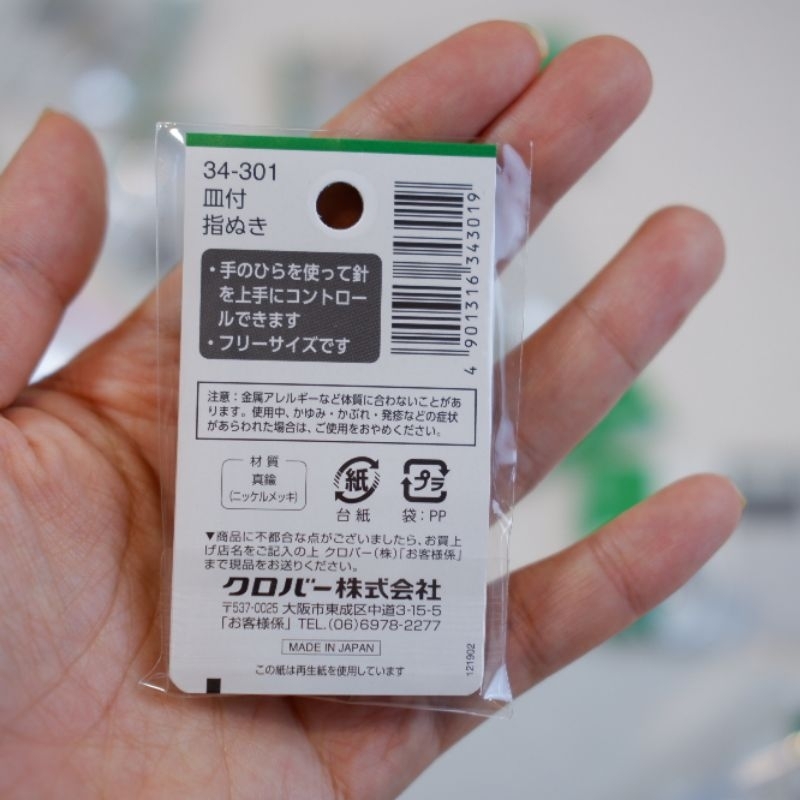 34-301
皿付
指ぬき
・手のひらを使って針
を上手にコントロー
ルできます
・フリーサイズです
4 901316 343019
注意：金属アレルギーなど体質に合わないことがあ
ります。使用中、かゆみ・かぶれ・発疹などの症状
があらわれた場合は、ご使用をおやめください。
材質
真鍮
(ニッケルメッキ)
紙
台紙
プラ
袋：PP
▼商品に不都合な点がございましたら、お買上
げ店名をご記入の上 クロバー(株)「お客様係」
まで現品をお送りください。
クロバー株式会社
〒537-0025 大阪市東成区中道3-15-5
「お客様係」TEL.(06)6978-2277
MADE IN JAPAN
この紙は再生紙を使用しています
121902